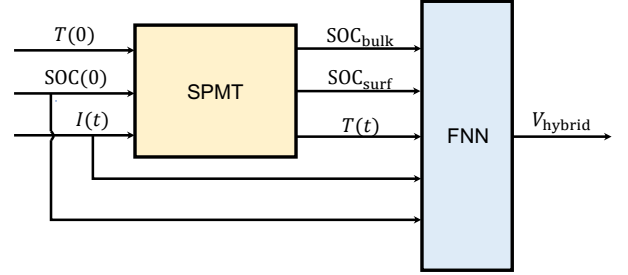 T(0)
SOC(0)
I(t)
SPMT
SOC_bulk
SOC_surf
T(t)
FNN
V_hybrid